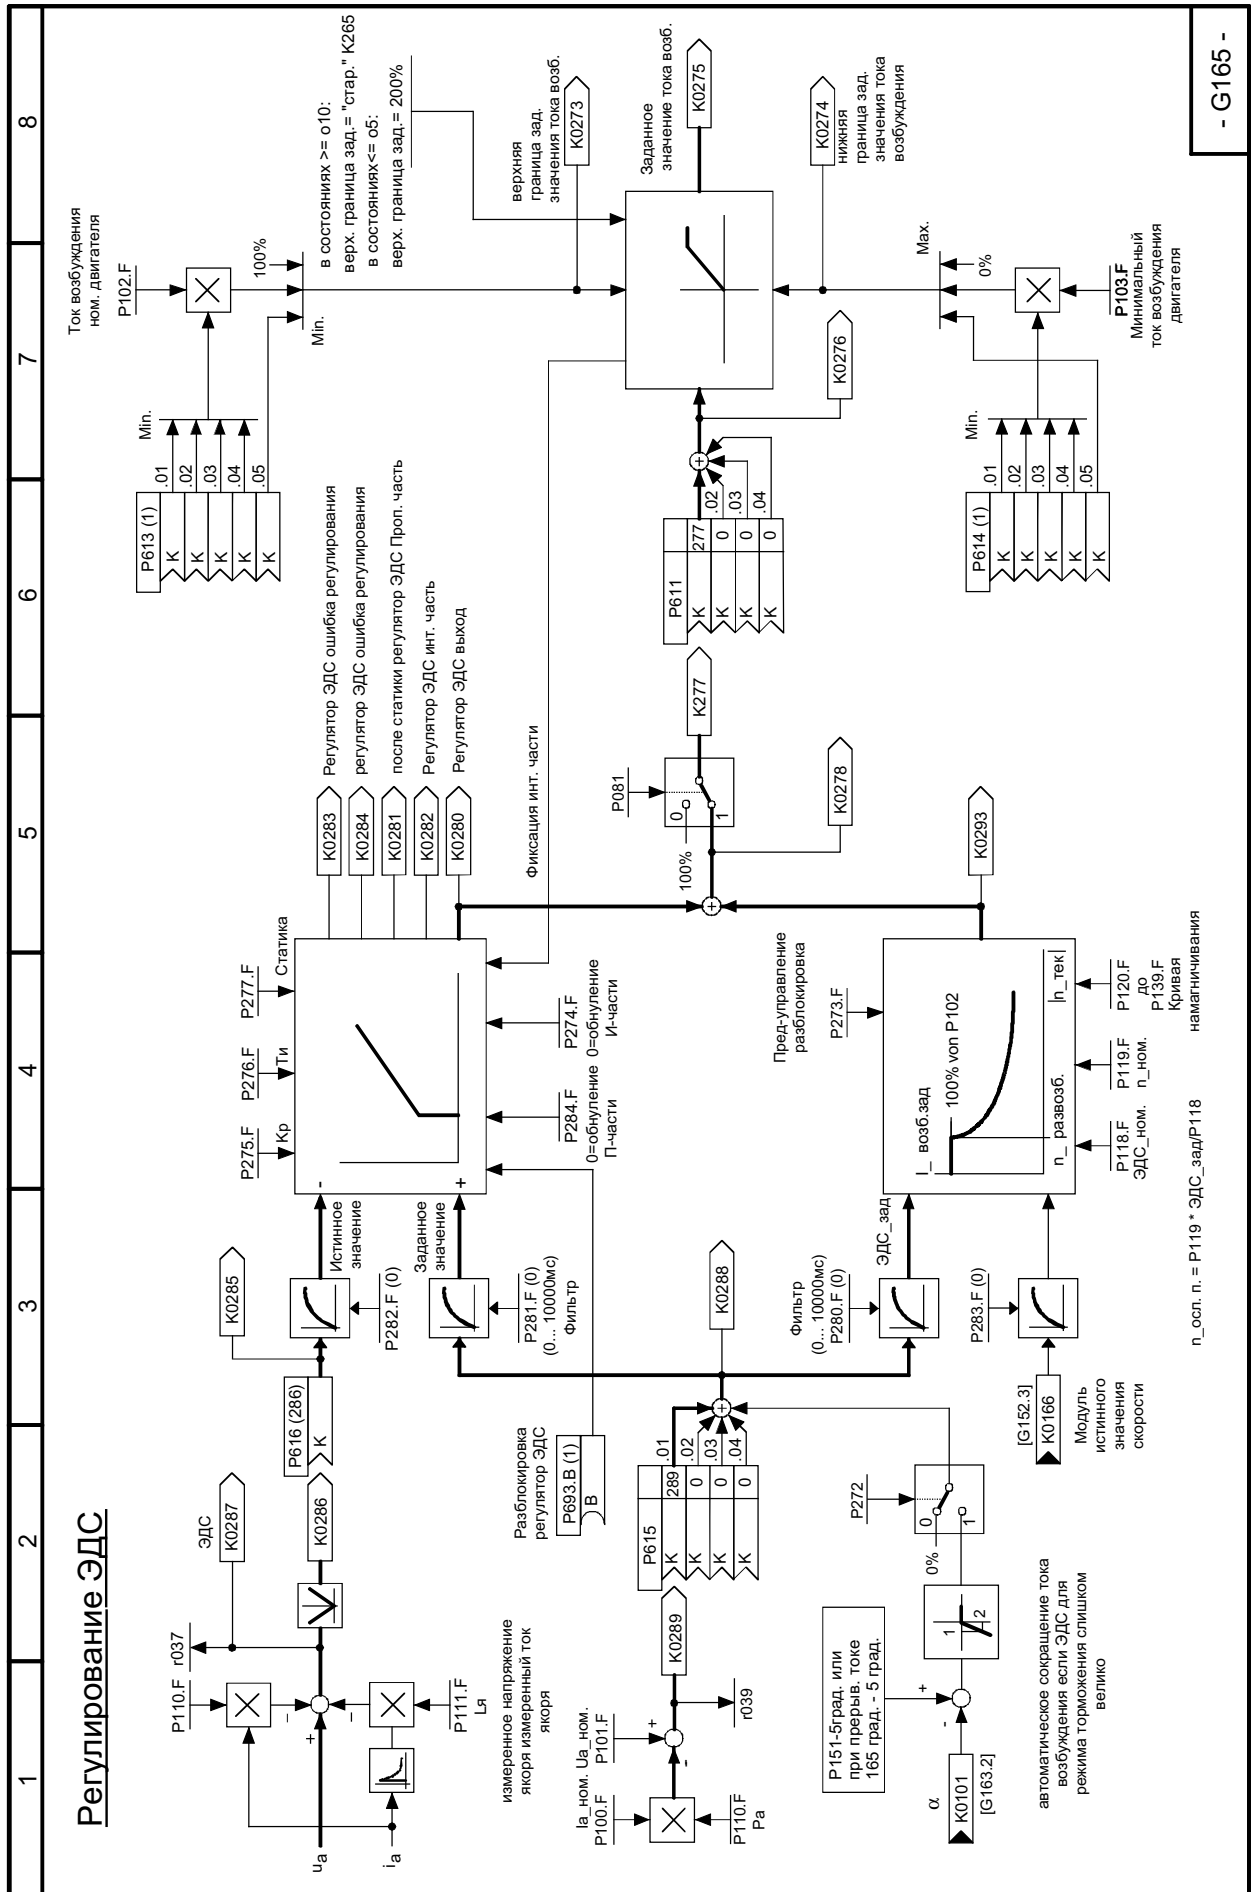 Регулирование ЭДС
1
2
3
4
5
6
7
8
- G165 -
ua
ia
P110.F
P111.F
Lя
r037
ЭДС
K0287
K0286
P616 (286)
K
K0285
P282.F (0)
Истинное
значение
Заданное
значение
P281.F (0)
(0... 10000мс)
Фильтр
измеренное напряжение
якоря измеренный ток
якоря
Разблокировка
регулятор ЭДС
P693.B (1)
B
P275.F
Kp
P276.F
Tи
P277.F
Статика
-
+
P284.F
0=обнуление
П-части
P274.F
0=обнуление
И-части
K0283
Регулятор ЭДС ошибка регулирования
K0284
регулятор ЭДС ошибка регулирования
K0281
после статики регулятор ЭДС Проп. часть
K0282
Регулятор ЭДС инт. часть
K0280
Регулятор ЭДС выход
Фиксация инт. части
Ia_ном.
P100.F
Ua_ном.
P101.F
P110.F
Pa
+
-
r039
K0289
P615
K 289 .01
K 0 .02
K 0 .03
K 0 .04
K0288
Фильтр
(0... 10000мс)
P280.F (0)
ЭДС_зад
P283.F (0)
[G152.3]
K0166
Модуль
истинного
значения
скорости
P151-5град. или
при прерыв. токе
165 град. - 5 град.
α
K0101
[G163.2]
+
-
1
2
0%
0
1
P272
автоматическое сокращение тока
возбуждения если ЭДС для
режима торможения слишком
велико
Пред-управление
разблокировка
P273.F
I_ возб.зад
100% von P102
n_ развозб.
|n_тек|
P118.F
ЭДС_ном.
P119.F
n_ном.
P120.F
до
P139.F
Кривая
намагничивания
n_осл. п. = P119 * ЭДС_зад/P118
K0293
K0278
100%
0
1
P081
K277
P611
K 277
K 0 .02
K 0 .03
K 0 .04
K0276
P613 (1)
K .01
K .02
K .03
K .04
K .05
Min.
Ток возбуждения
ном. двигателя
P102.F
100%
Min.
в состояниях >= o10:
верх. граница зад.= "стар." K265
в состояниях<= o5:
верх. граница зад.= 200%
верхняя
граница зад.
значения тока возб.
K0273
Заданное
значение тока возб.
K0275
K0274
нижняя
граница зад.
значения тока
возбуждения
P614 (1)
K .01
K .02
K .03
K .04
K .05
Min.
Max.
0%
P103.F
Минимальный
ток возбуждения
двигателя